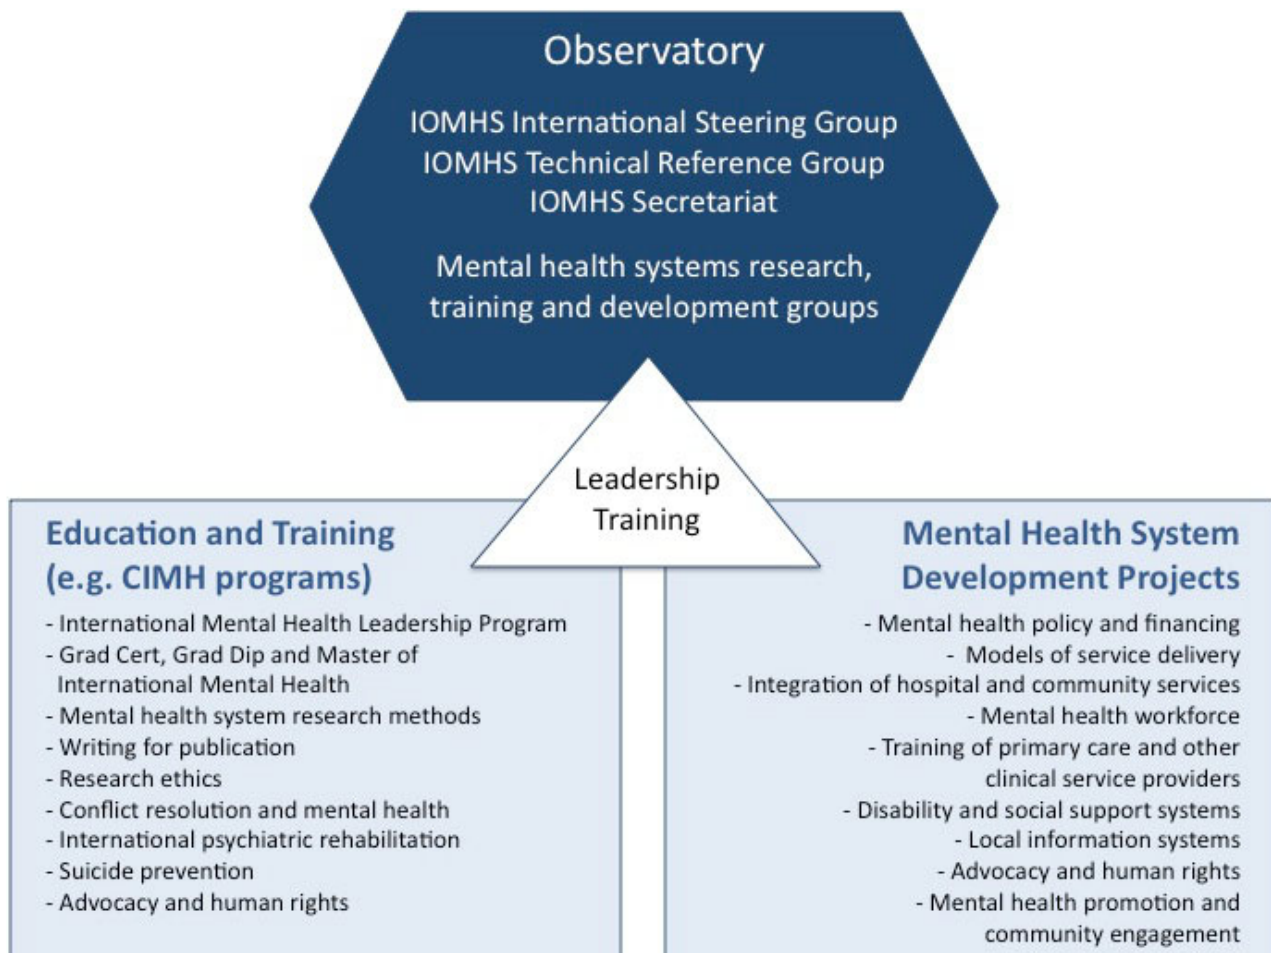 Observatory
IOMHS International Steering Group
IOMHS Technical Reference Group
IOMHS Secretariat
Mental health systems research,
training and development groups
Leadership
Training
Education and Training
(e.g. CIMH programs)
- International Mental Health Leadership Program
- Grad Cert, Grad Dip and Master of
International Mental Health
- Mental health system research methods
- Writing for publication
- Research ethics
- Conflict resolution and mental health
- International psychiatric rehabilitation
- Suicide prevention
- Advocacy and human rights
Mental Health System
Development Projects
- Mental health policy and financing
- Models of service delivery
- Integration of hospital and community services
- Mental health workforce
- Training of primary care and other
clinical service providers
- Disability and social support systems
- Local information systems
- Advocacy and human rights
- Mental health promotion and
community engagement